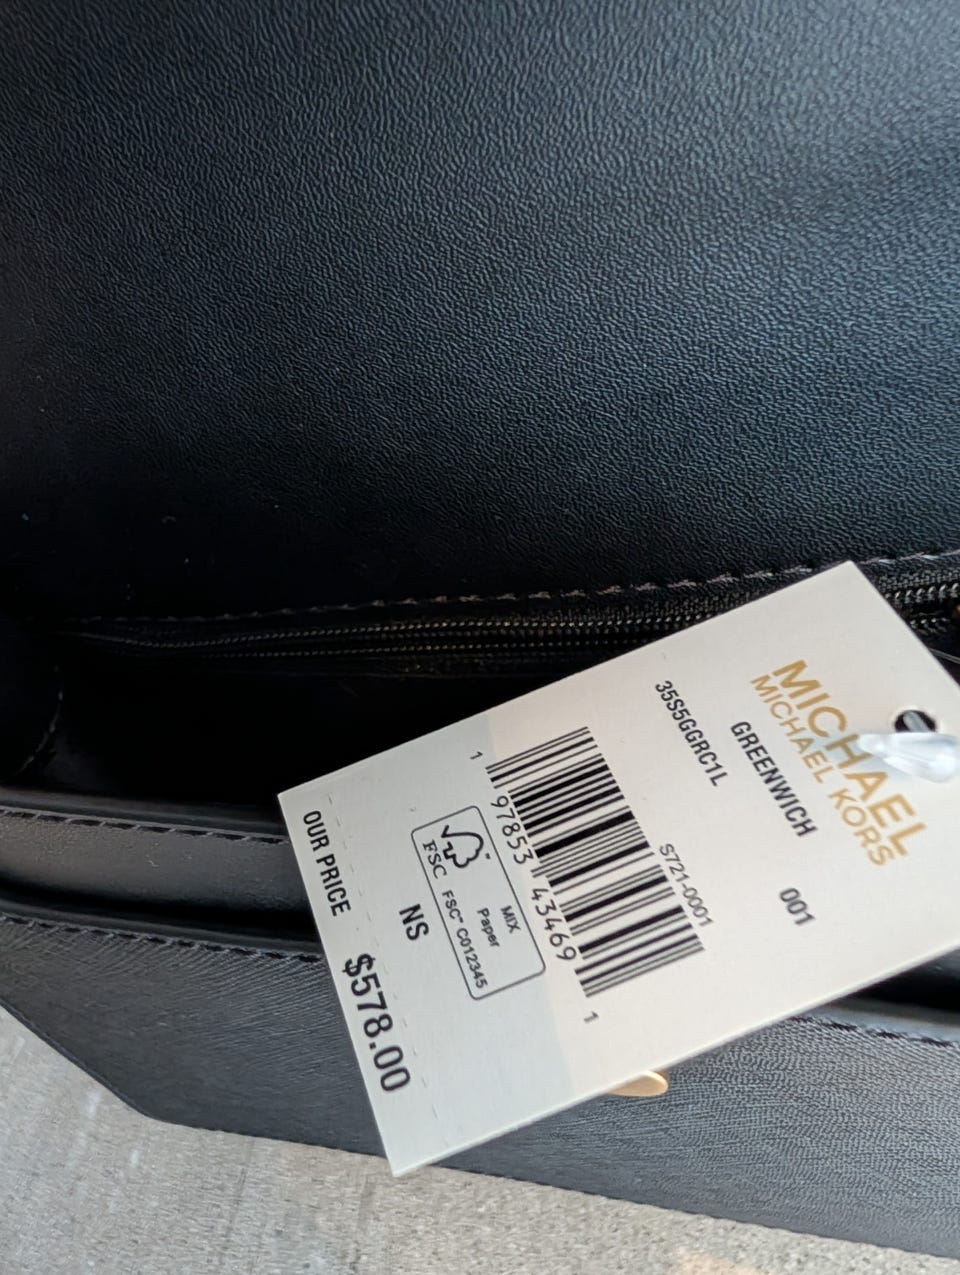 MICHAEL
MICHAEL KORS
GREENWICH
001
35S5GGRC1L
S721-0001
1 97853 43469 1
FSC
FSC™ C012345
MIX
Paper
NS
OUR PRICE
$578.00